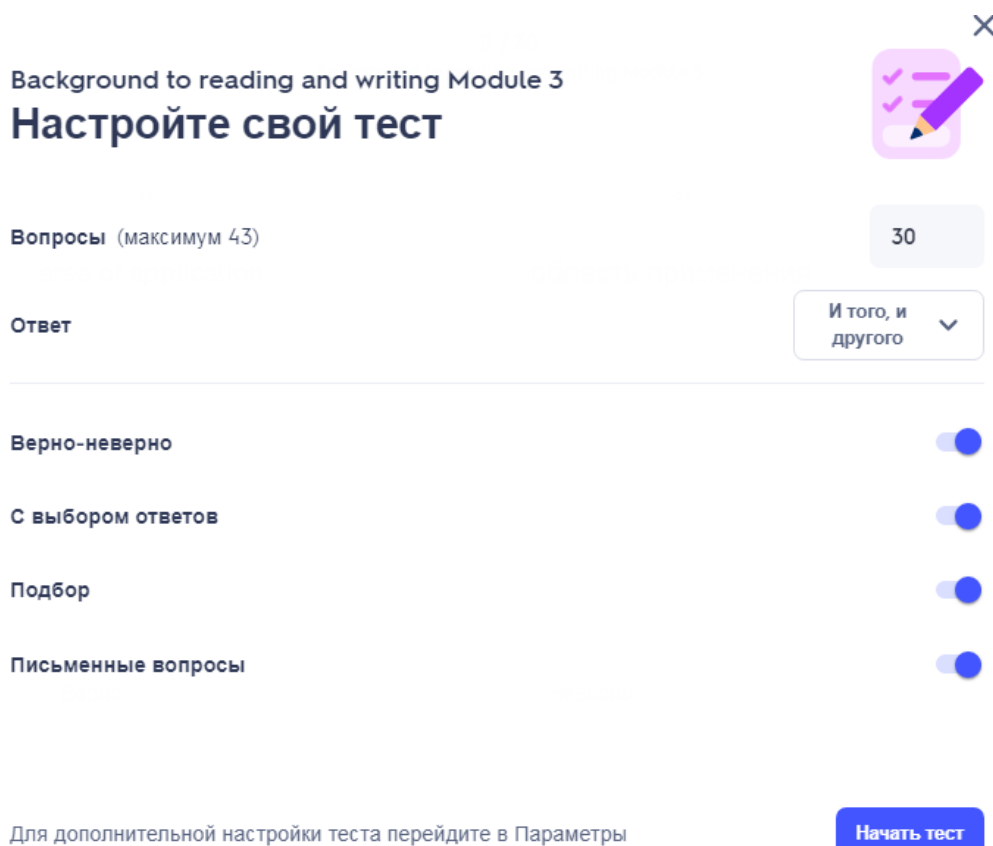 Background to reading and writing Module 3
Настройте свой тест
Вопросы (максимум 43)
30
Ответ
И того, и
другого
Верно-неверно
С выбором ответов
Подбор
Письменные вопросы
Для дополнительной настройки теста перейдите в Параметры
Начать тест